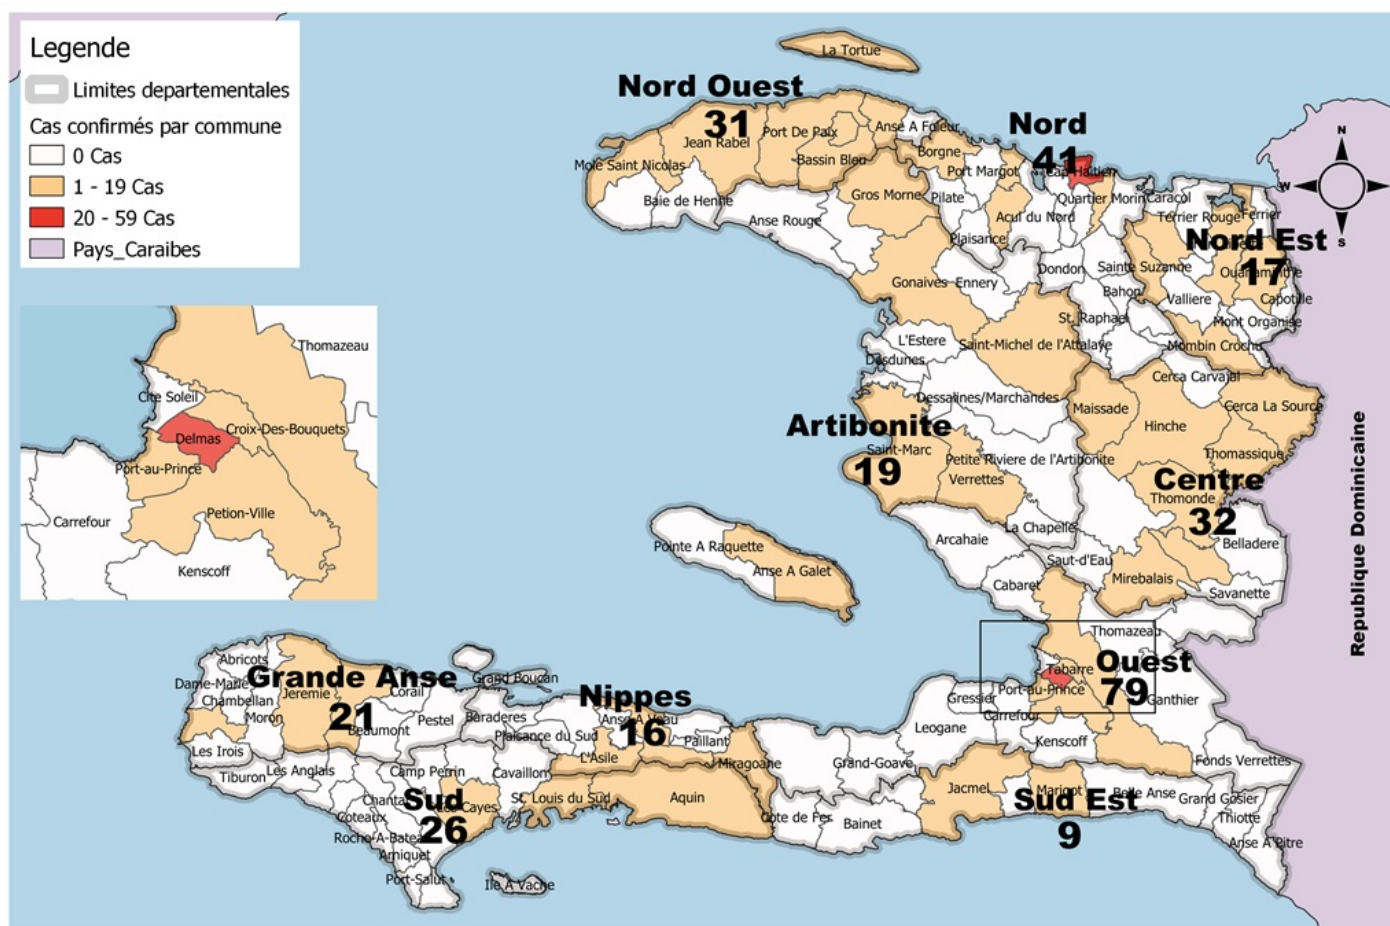 Legende
Limites departementales
Cas confirmés par commune
0 Cas
1 - 19 Cas
20 - 59 Cas
Pays_Caraibes
La Tortue
Nord Ouest
31
Port De Paix
Jean Rabel
Anse A Foleur
Mole Saint Nicolas
Bassin Bleu
Baie de Henne
Anse Rouge
Nord
41
Borgne
Port Margot
Cap Haitien
Gros Morne
Pilate
Quartier Morin
Caracol
Acul du Nord
Terrier Rouge
Ferrier
Plaisance
N
W
S
Nord Est
17
Gonaives
Ennery
Dondon
Sainte Suzanne
Ouanaminthe
Bahon
Valliere
Capotille
St. Raphael
Mont Organise
L'Estere
Saint-Michel de l'Attalaye
Mombin Crochu
Desdunes
Cerca Carvajal
Thomazeau
Cite Soleil
Delmas
Croix-Des-Bouquets
Port-au-Prince
Petion-Ville
Carrefour
Kenscoff
Dessalines/Marchandes
Maissade
Cerca La Source
Artibonite
19
Hinche
Saint-Marc
Petite Riviere de l'Artibonite
Thomassique
Verrettes
Centre
32
Thomonde
La Chapelle
Arcahaie
Belladere
Pointe A Raquette
Anse A Galet
Saut-d'Eau
Cabaret
Mirebalais
Savanette
Republique Dominicaine
Thomazeau
Abricots
Tabarre
Ouest
79
Grande Anse
21
Dame-Marie
Chambellan
Jeremie
Corail
Grand Boucan
Nippes
16
Port-au-Prince
Gressier
Ganthier
Moron
Pestel
Baraderes
Anse A Veau
Carrefour
Beaumont
Plaisance du Sud
Leogane
Les Irois
Paillant
Kenscoff
L'Asile
Miragoane
Grand-Goave
Fonds Verrettes
Tiburon
Les Anglais
Camp Perrin
Cavaillon
Sud
26
St. Louis du Sud
Aquin
Jacmel
Sud Est
9
Marigot
Belle Anse
Grand Gosier
Coteaux
Cote de Fer
Bainet
Thiotte
Arniquet
Anse A Pitre
Port-Salut
Ile A Vache